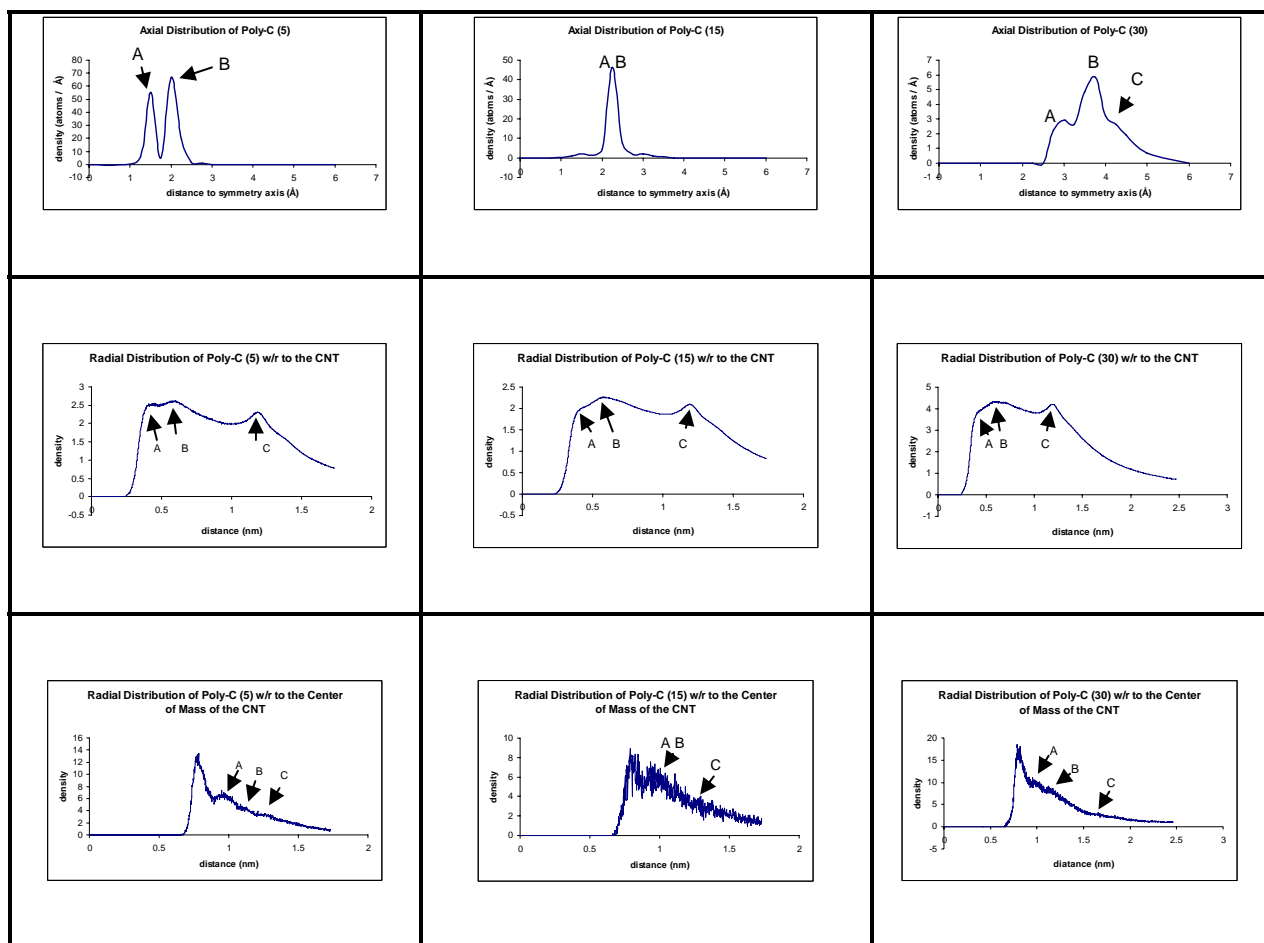 Axial Distribution of Poly-C (5)
A
B
80
70
60
50
40
30
20
10
0
-10
0 1 2 3 4 5 6 7
density (atoms / Å)
distance to symmetry axis (Å)
Axial Distribution of Poly-C (15)
A B
50
40
30
20
10
0
-10
0 1 2 3 4 5 6 7
density (atoms / Å)
distance to symmetry axis (Å)
Axial Distribution of Poly-C (30)
B
C
A
7
6
5
4
3
2
1
0
-1
0 1 2 3 4 5 6 7
density (atoms / Å)
distance to symmetry axis (Å)
Radial Distribution of Poly-C (5) w/r to the CNT
3
2.5
2
1.5
1
0.5
0
-0.5
A B C
0 0.5 1 1.5 2
density
distance (nm)
Radial Distribution of Poly-C (15) w/r to the CNT
2.5
2
1.5
1
0.5
0
-0.5
A B C
0 0.5 1 1.5 2
density
distance (nm)
Radial Distribution of Poly-C (30) w/r to the CNT
5
4
3
2
1
0
-1
A B C
0 0.5 1 1.5 2 2.5 3
density
distance (nm)
Radial Distribution of Poly-C (5) w/r to the Center
of Mass of the CNT
16
14
12
10
8
6
4
2
0
A B C
0 0.5 1 1.5 2
density
distance (nm)
Radial Distribution of Poly-C (15) w/r to the Center
of Mass of the CNT
10
8
6
4
2
0
A B
C
0 0.5 1 1.5 2
density
distance (nm)
Radial Distribution of Poly-C (30) w/r to the Center
of Mass of the CNT
20
15
10
5
0
-5
A
B
C
0 0.5 1 1.5 2 2.5 3
density
diatance (nm)